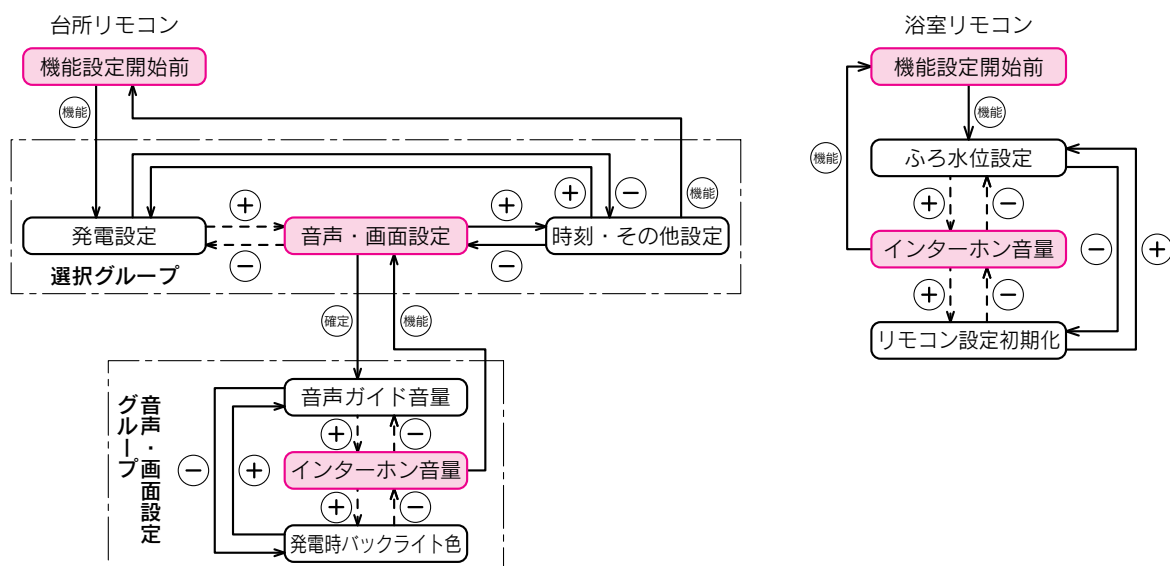 台所リモコン
機能設定開始前
機能
機能
発電設定
+
−
音声・画面設定
+
−
+
−
時刻・その他設定
選択グループ
確定
機能
音声・画面設定
グループ
音声ガイド音量
+
−
インターホン音量
−
+
+
−
発電時バックライト色
浴室リモコン
機能設定開始前
機能
機能
ふろ水位設定
+
−
インターホン音量
−
+
+
−
リモコン設定初期化